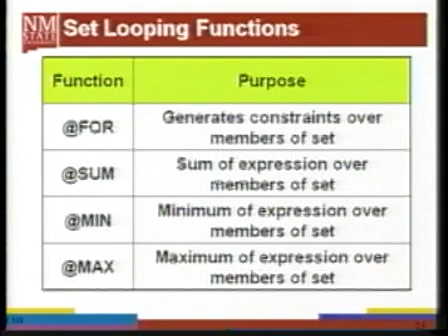 NM
STATE
Set Looping Functions
Function
Purpose
@FOR
Generates constraints over
members of set
@SUM
Sum of expression over
members of set
@MIN
Minimum of expression over
members of set
@MAX
Maximum of expression over
members of set